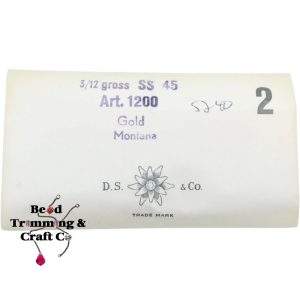 3/12 gross SS 45
Art. 1200
Gold
Montana
2
D.S. & Co.
TRADE MARK
Bead
Trimming &
Craft Co